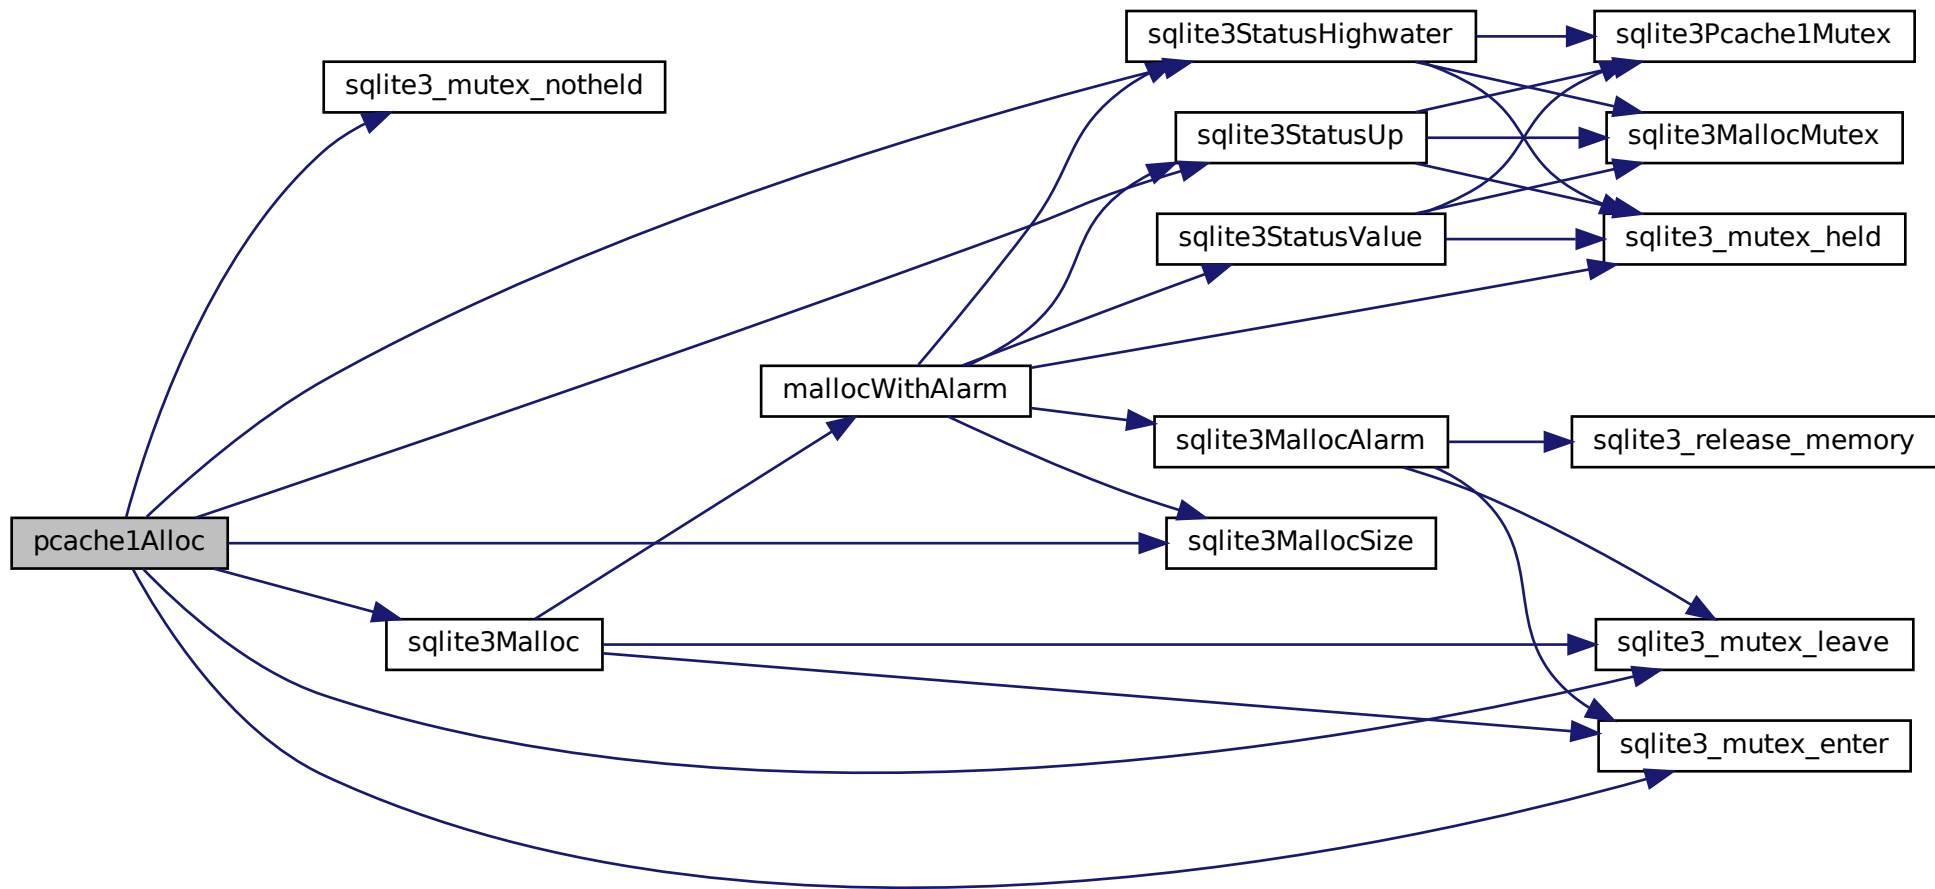 sqlite3StatusHighwater
sqlite3Pcache1Mutex
sqlite3_mutex_notheld
sqlite3StatusUp
sqlite3MallocMutex
sqlite3StatusValue
sqlite3_mutex_held
mallocWithAlarm
sqlite3MallocAlarm
sqlite3_release_memory
pcache1Alloc
sqlite3MallocSize
sqlite3Malloc
sqlite3_mutex_leave
sqlite3_mutex_enter